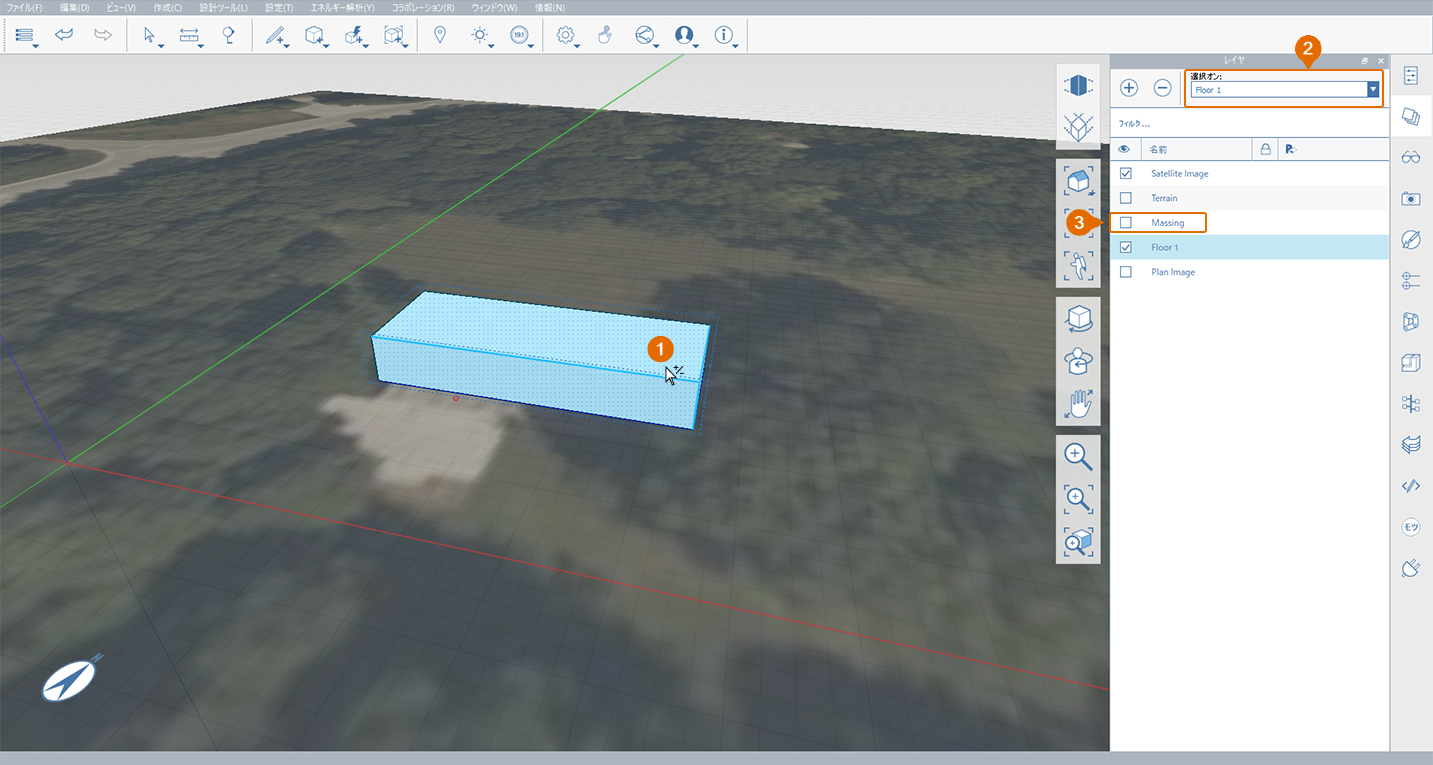 ファイル(F) 編集(D) ビュー(V) 作成(C) 設計ツール(L) 設定(T) エネルギー解析(Y) コラボレーション(R) ウィンドウ(W) 情報(N)
19.1
2
レイヤ
選択オン:
Floor 1
フィルタ...
名前
Satellite Image
Terrain
3
Massing
Floor 1
Plan Image
1
モツ